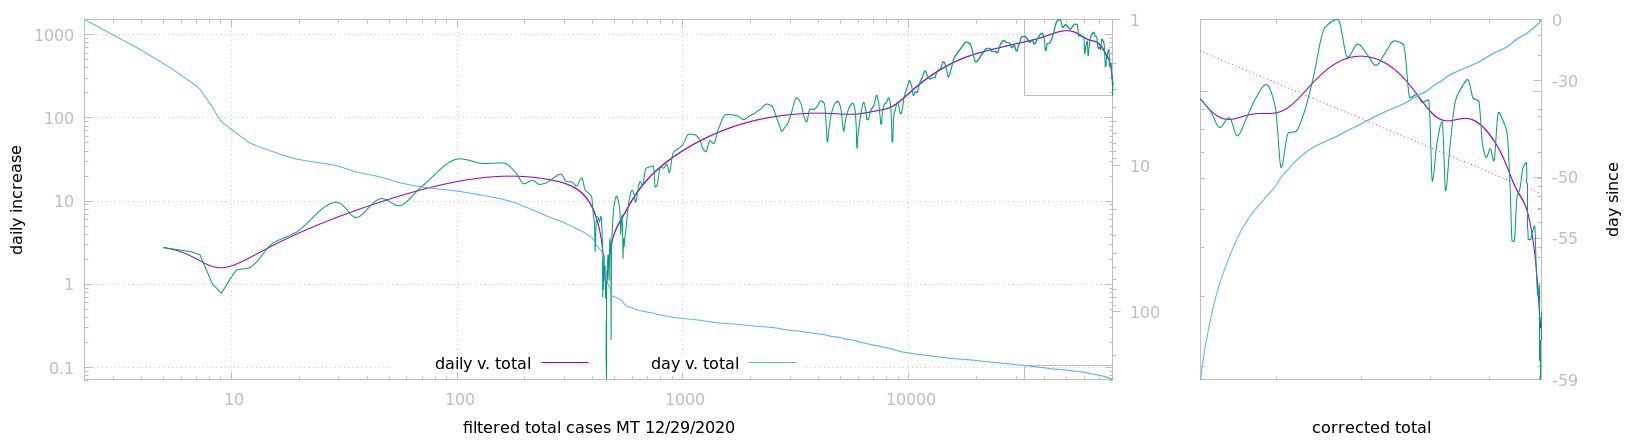 1000
100
10
1
0.1
daily increase
daily v. total
day v. total
10
100
1000
10000
filtered total cases MT 12/29/2020
1
10
100
0
-30
-50
-55
-59
day since
corrected total